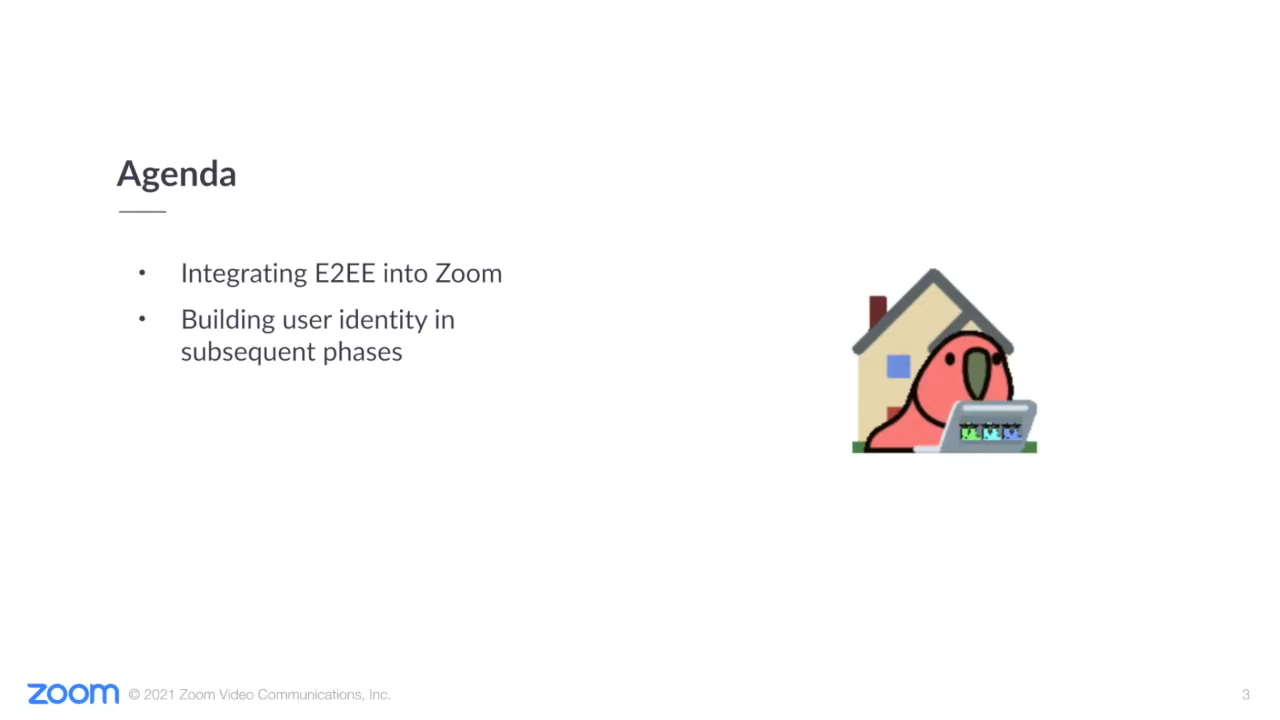 Agenda
• Integrating E2EE into Zoom
• Building user identity in
subsequent phases
zoom © 2021 Zoom Video Communications, Inc.
3